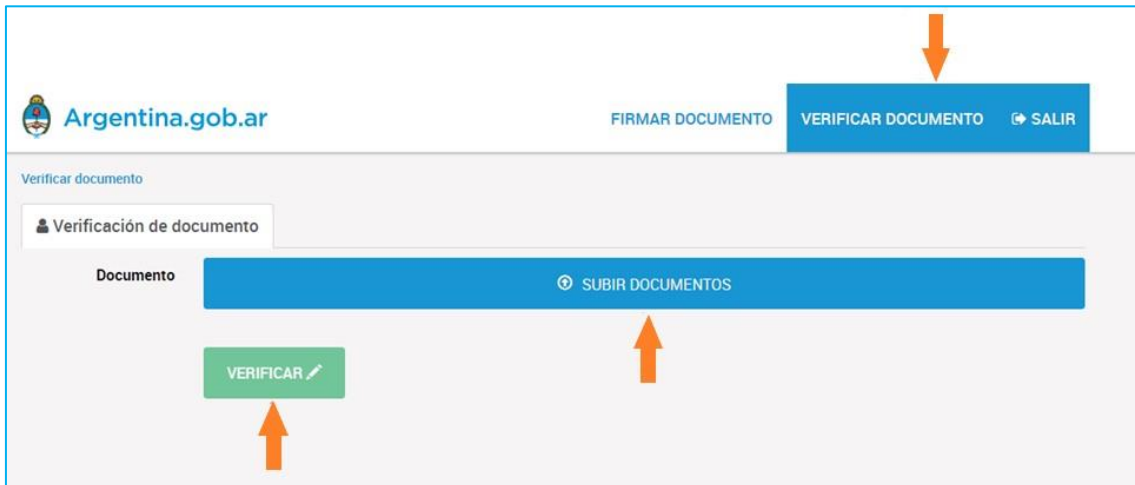 Argentina.gob.ar
FIRMAR DOCUMENTO
VERIFICAR DOCUMENTO
SALIR
Verificar documento
Verificación de documento
Documento
SUBIR DOCUMENTOS
VERIFICAR